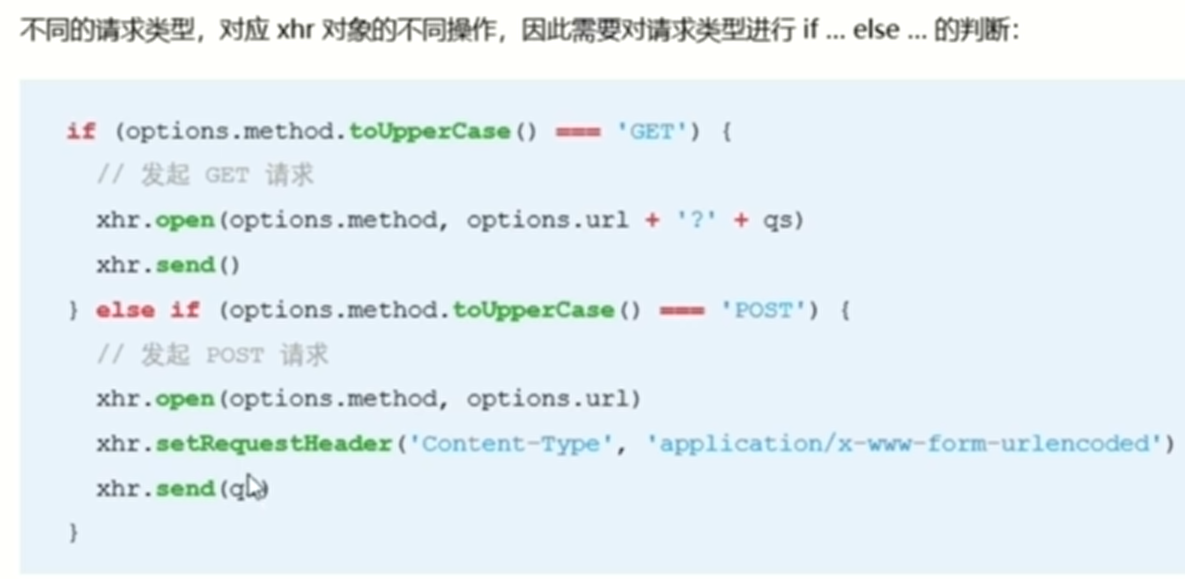 不同的请求类型，对应 xhr 对象的不同操作，因此需要对请求类型进行 if ... else ... 的判断：
if (options.method.toUpperCase() === 'GET') {
// 发起 GET 请求
xhr.open(options.method, options.url + '?' + qs)
xhr.send()
} else if (options.method.toUpperCase() === 'POST') {
// 发起 POST 请求
xhr.open(options.method, options.url)
xhr.setRequestHeader('Content-Type', 'application/x-www-form-urlencoded')
xhr.send(
}